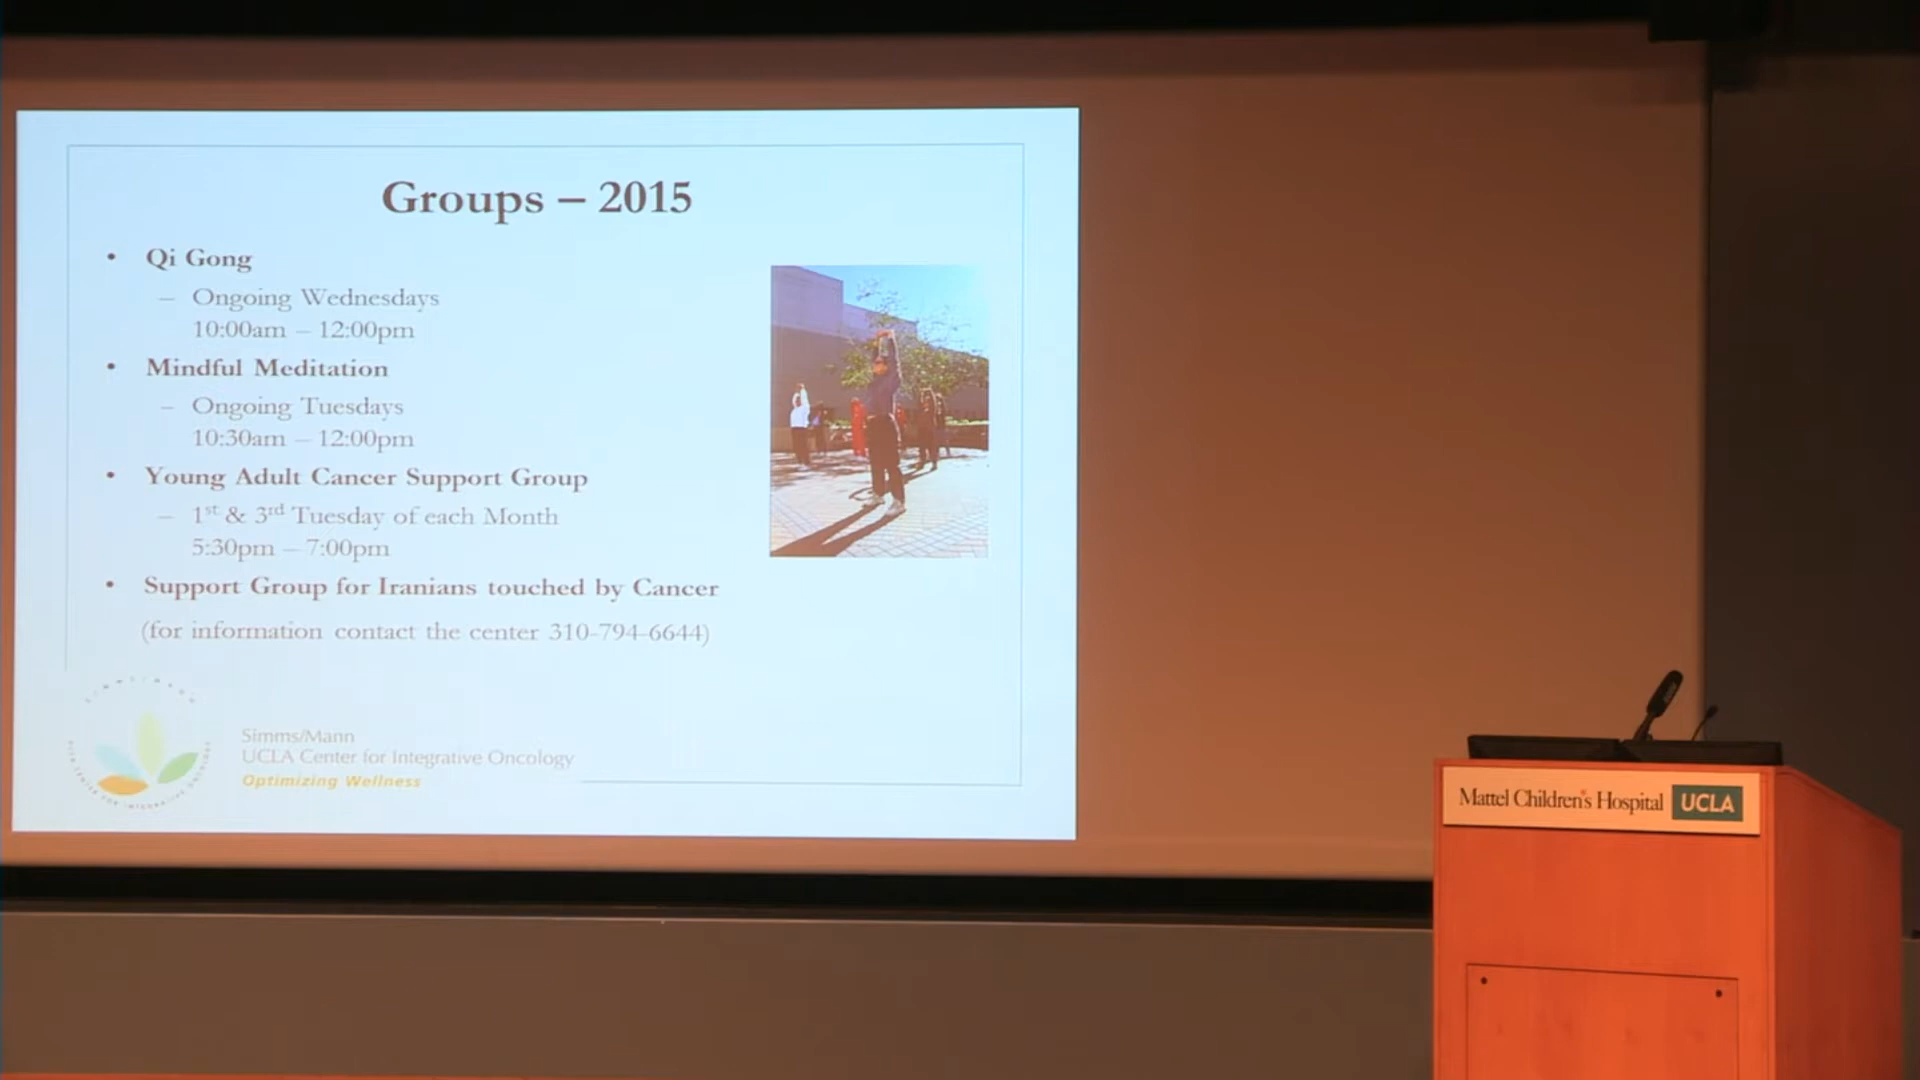 Groups – 2015
• Qi Gong
– Ongoing Wednesdays
10:00am – 12:00pm
• Mindful Meditation
– Ongoing Tuesdays
10:30am – 12:00pm
• Young Adult Cancer Support Group
– 1st & 3rd Tuesday of each Month
5:30pm – 7:00pm
• Support Group for Iranians touched by Cancer
(for information contact the center 310-794-6644)
Simms/Mann
UCLA Center for Integrative Oncology
Optimizing Wellness
Mattel Children's Hospital UCLA